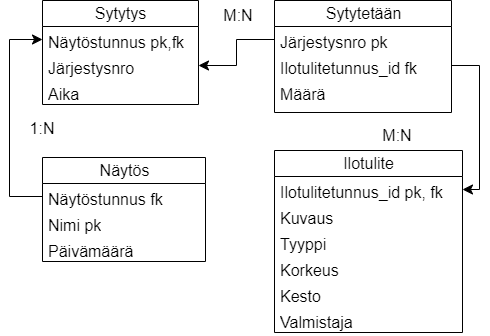 Sytytys
Näytöstunnus pk,fk
Järjestysnro
Aika
M:N
Sytytetään
Järjestysnro pk
Ilotulitetunnus_id fk
Määrä
1:N
M:N
Näytös
Näytöstunnus fk
Nimi pk
Päivämäärä
Ilotulite
Ilotulitetunnus_id pk, fk
Kuvaus
Tyyppi
Korkeus
Kesto
Valmistaja